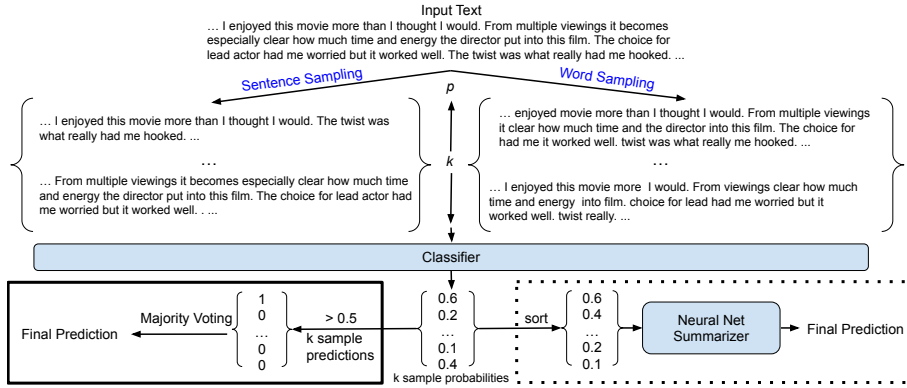 Input Text
… I enjoyed this movie more than I thought I would. From multiple viewings it becomes
especially clear how much time and energy the director put into this film. The choice for
lead actor had me worried but it worked well. The twist was what really had me hooked. ...
Sentence Sampling
Word Sampling
p
… I enjoyed this movie more than I thought I would. The twist was
what really had me hooked. ...
…
… From multiple viewings it becomes especially clear how much time
and energy the director put into this film. The choice for lead actor had
me worried but it worked well. . ...
k
… enjoyed movie more than I thought I would. From multiple viewings
it clear how much time and the director into this film. The choice for
had me it worked well. twist was what really me hooked. ...
…
… I enjoyed this movie more I would. From viewings clear how much
time and energy into film. choice for lead had me worried but it
worked well. twist really. ...
Classifier
Final Prediction
Majority Voting
1
0
…
0
0
> 0.5
k sample
predictions
0.6
0.2
…
0.1
0.4
k sample probabilities
sort
0.6
0.4
…
0.2
0.1
Neural Net
Summarizer
Final Prediction